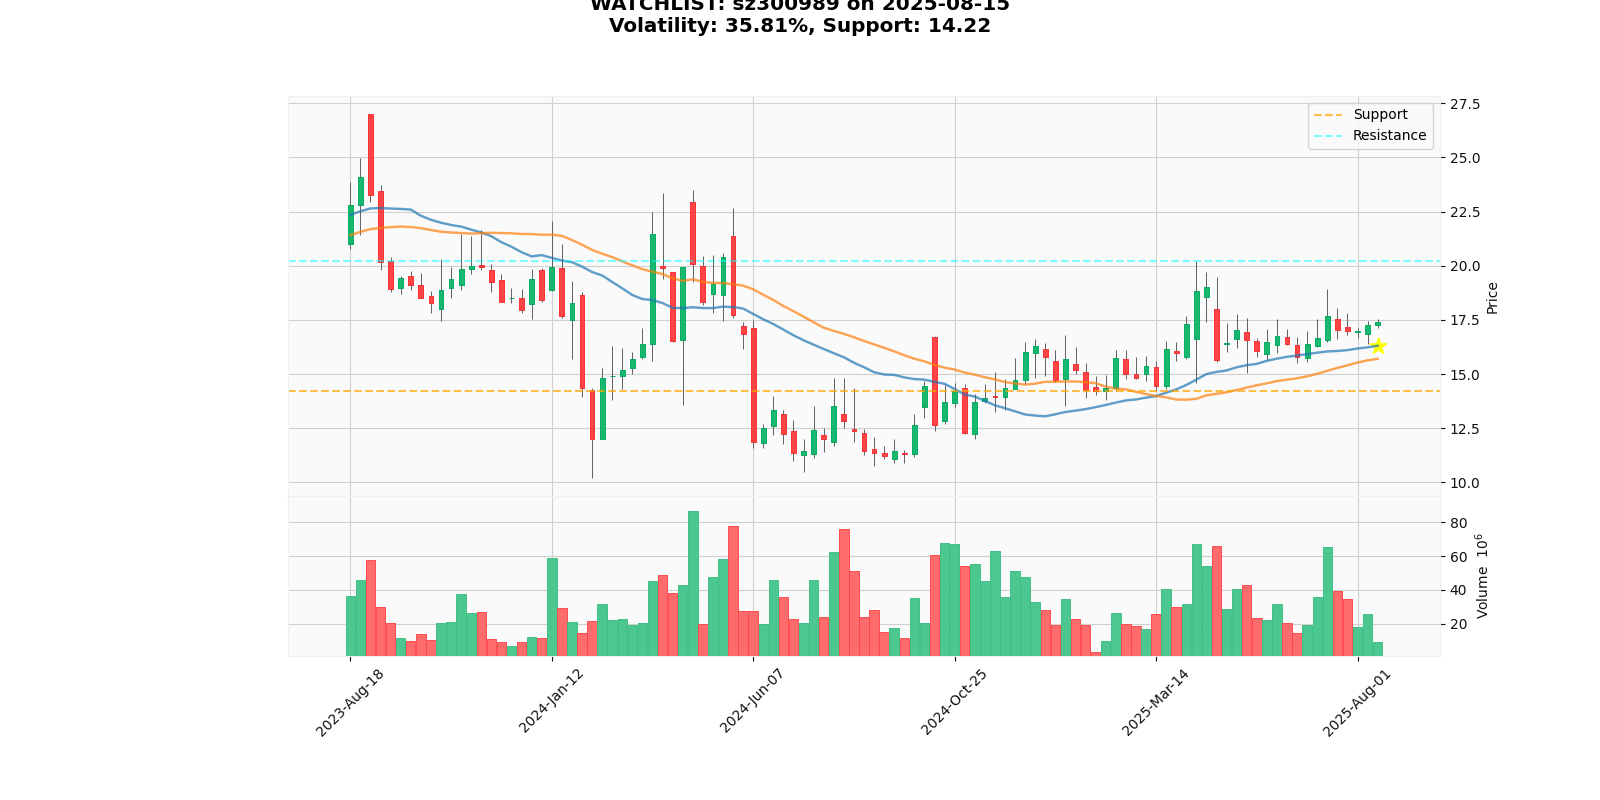 WATCHLIST: sz300989 on 2025-08-15
Volatility: 35.81%, Support: 14.22
Support
Resistance
27.5
25.0
22.5
20.0
17.5
15.0
12.5
10.0
Price
80
60
40
20
Volume 10^6
2023-Aug-18
2024-Jan-12
2024-Jun-07
2024-Oct-25
2025-Mar-14
2025-Aug-01